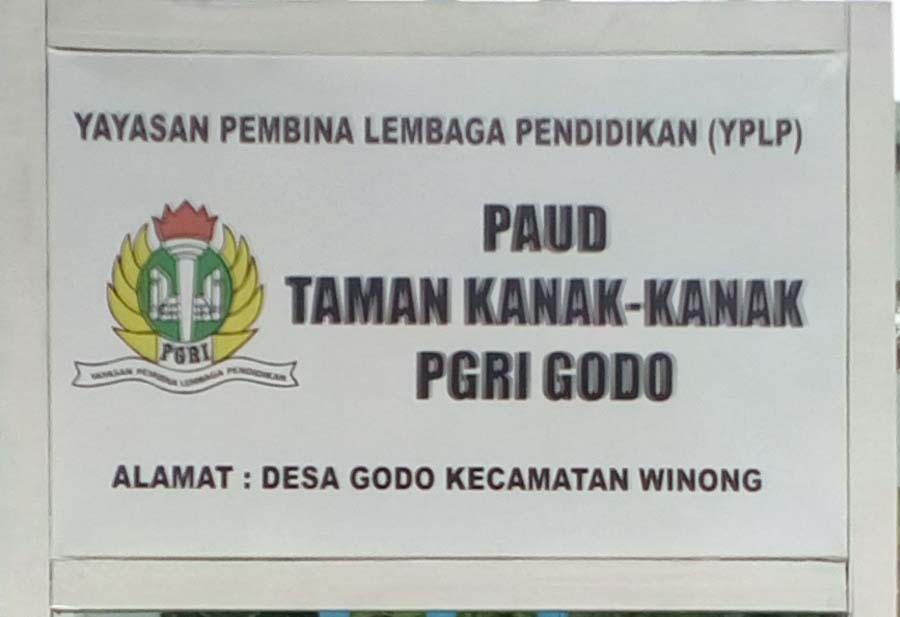 YAYASAN PEMBINA LEMBAGA PENDIDIKAN (YPLP)
PAUD
TAMAN KANAK-KANAK
PGRI GODO
PGRI
YAYASAN PEMBINA LEMBAGA PENDIDIKAN
ALAMAT : DESA GODO KECAMATAN WINONG